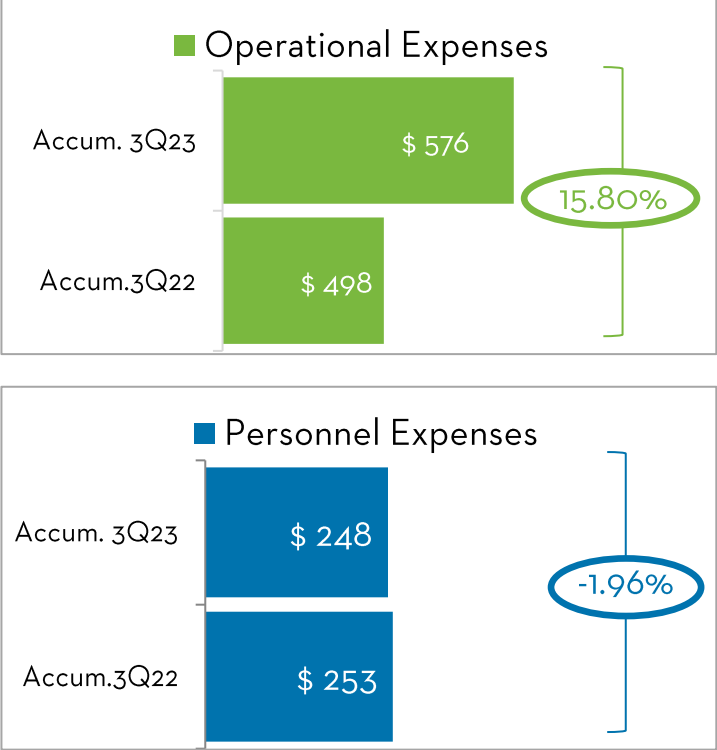 Operational Expenses
Accum. 3Q23
$ 576
15.80%
Accum.3Q22
$ 498
Personnel Expenses
Accum. 3Q23
$ 248
-1.96%
Accum.3Q22
$ 253